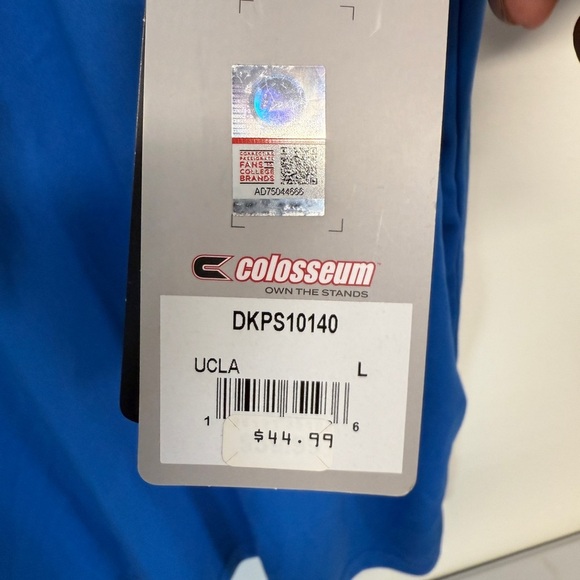 CONNECTING
PASSIONATE
FANS TO
COLLEGE
BRANDS
AD75044666
colosseum
OWN THE STANDS
DKPS10140
UCLA L
1 6
$44.99